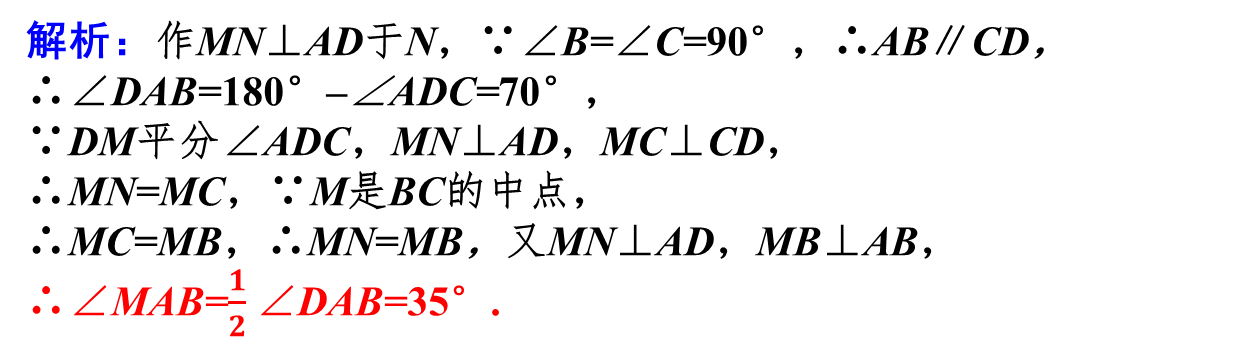 解析：作MN⊥AD于N，∵∠B=∠C=90°，∴AB∥CD，
∴∠DAB=180°–∠ADC=70°，
∵DM平分∠ADC，MN⊥AD，MC⊥CD，
∴MN=MC，∵M是BC的中点，
∴MC=MB，∴MN=MB，又MN⊥AD，MB⊥AB，
∴∠MAB=1/2 ∠DAB=35°.